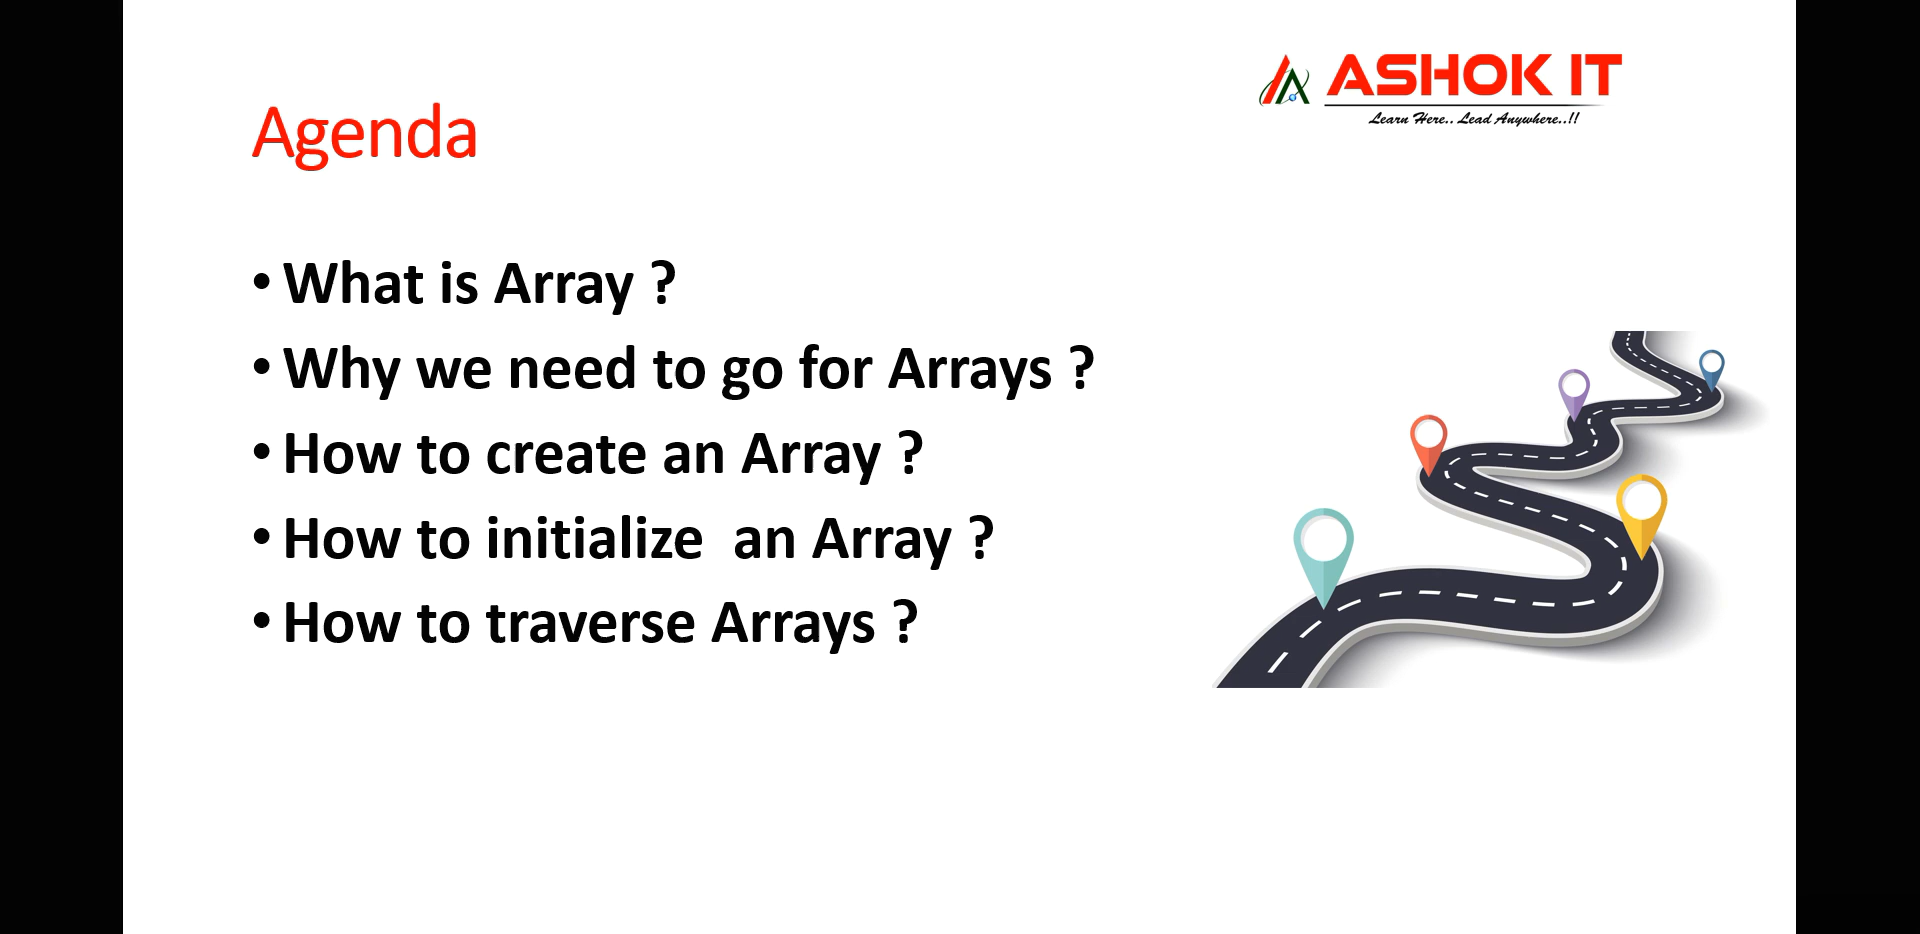 ASHOK IT
Learn Here.. Lead Anywhere..!!
Agenda
• What is Array ?
• Why we need to go for Arrays ?
• How to create an Array ?
• How to initialize  an Array ?
• How to traverse Arrays ?